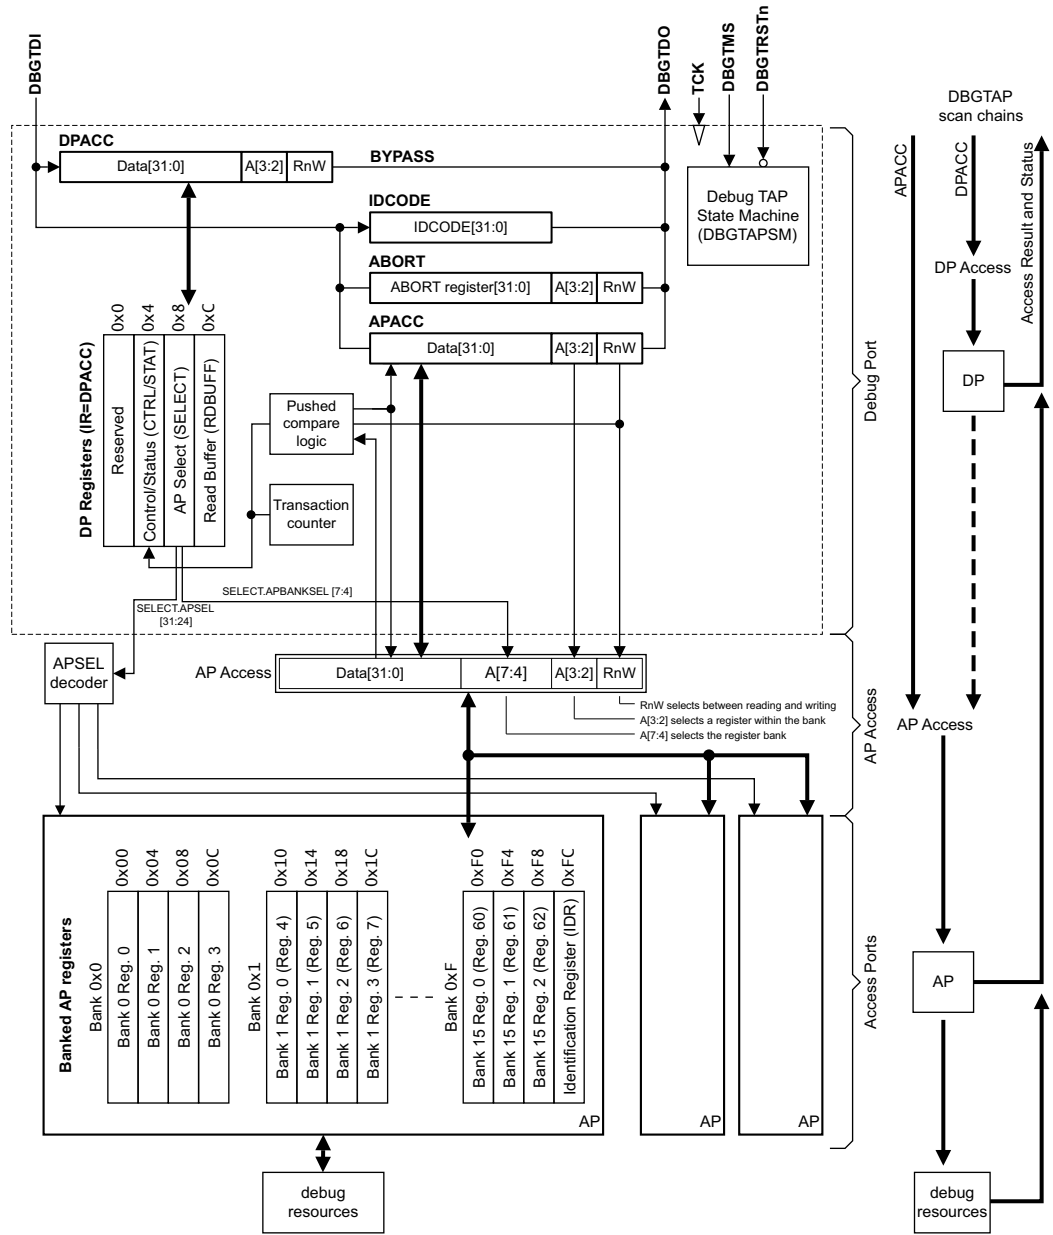 DBGTDI
DBGTDO
TCK
DBGTMS
DBGTRSTn
DBGTAP
scan chains
APACC
DPACC
Access Result and Status
DPACC
Data[31:0]
A[3:2]
RnW
BYPASS
IDCODE
IDCODE[31:0]
ABORT
ABORT register[31:0]
A[3:2]
RnW
APACC
Data[31:0]
A[3:2]
RnW
Debug TAP
State Machine
(DBGTAPSM)
Debug Port
DP Access
DP
DP Registers (IR=DPACC)
0x0
0x4
0x8
0xC
Reserved
Control/Status (CTRL/STAT)
AP Select (SELECT)
Read Buffer (RDBUFF)
Pushed
compare
logic
Transaction
counter
SELECT.APBANKSEL [7:4]
SELECT.APSEL
[31:24]
APSEL
decoder
AP Access
Data[31:0]
A[7:4]
A[3:2]
RnW
RnW selects between reading and writing
A[3:2] selects a register within the bank
A[7:4] selects the register bank
AP Access
AP Access
Banked AP registers
Bank 0x0
0x00
0x04
0x08
0x0C
Bank 0 Reg. 0
Bank 0 Reg. 1
Bank 0 Reg. 2
Bank 0 Reg. 3
Bank 0x1
0x10
0x14
0x18
0x1C
Bank 1 Reg. 0 (Reg. 4)
Bank 1 Reg. 1 (Reg. 5)
Bank 1 Reg. 2 (Reg. 6)
Bank 1 Reg. 3 (Reg. 7)
Bank 0xF
0xF0
0xF4
0xF8
0xFC
Bank 15 Reg. 0 (Reg. 60)
Bank 15 Reg. 1 (Reg. 61)
Bank 15 Reg. 2 (Reg. 62)
Identification Register (IDR)
AP
AP
AP
Access Ports
AP
debug
resources
debug
resources